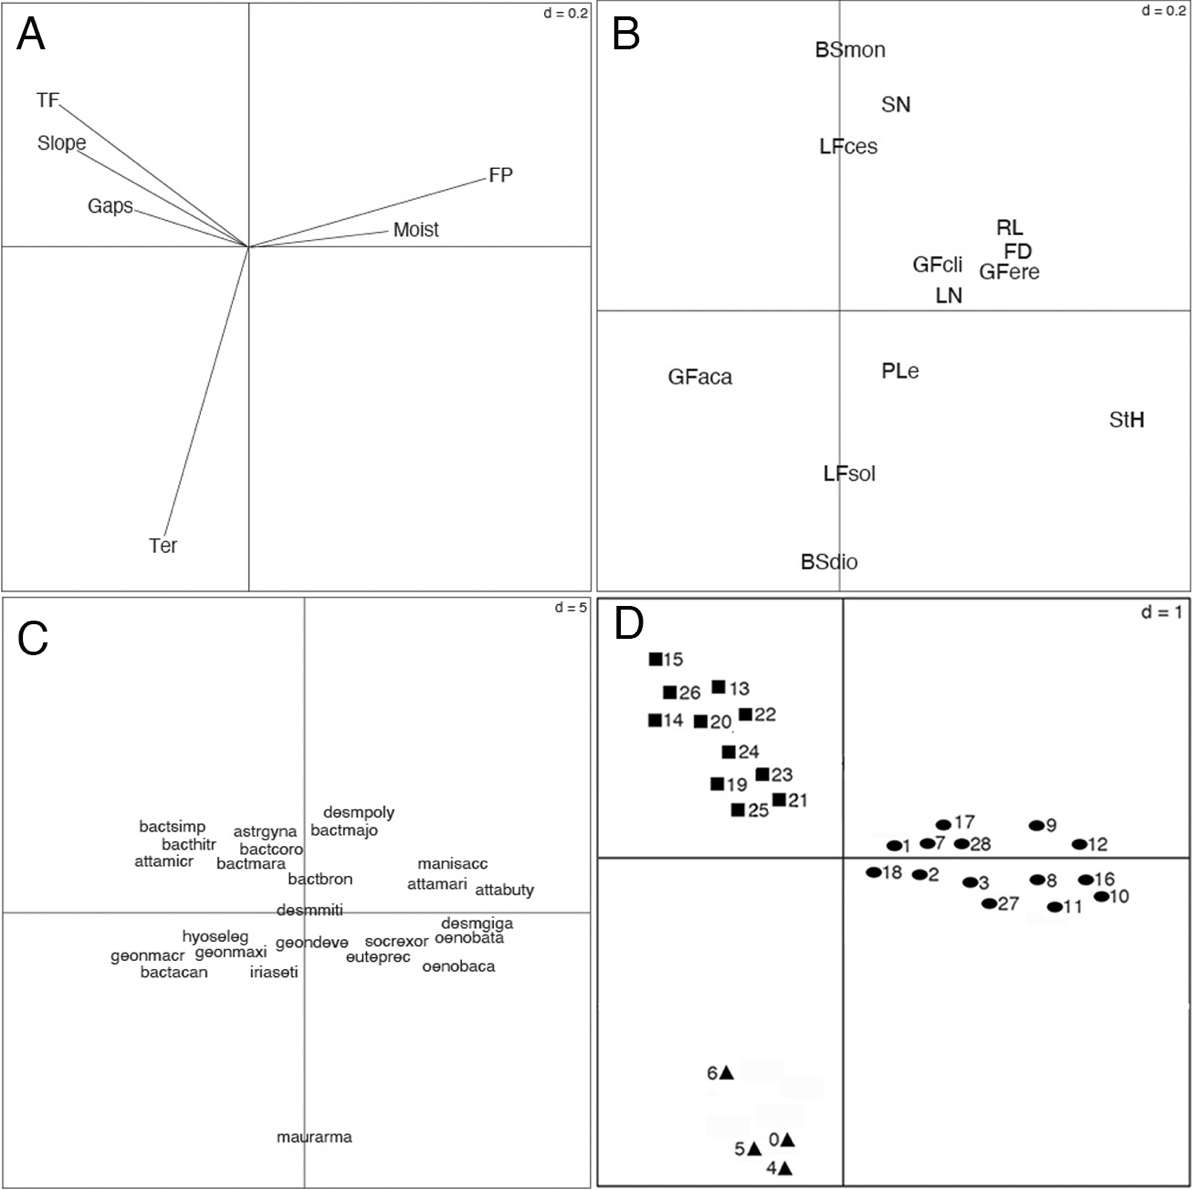 A
d = 0.2
TF
Slope
Gaps
FP
Moist
Ter
B
d = 0.2
BSmon
SN
LFces
RL
FD
GFcli
GFere
LN
GFaca
PLe
StH
LFsol
BSdio
C
d = 5
desmpoly
bactsimp
astrgyna
bactmajo
bacthitr
bactcoro
attamicr
bactmara
manisacc
bactbron
attamari
attabuty
desmmiti
desmgiga
hyoseleg
geondeve
socrexor
oenobata
geonmacr
geonmaxi
euteprec
bactacan
iriaseti
oenobaca
maurarma
D
d = 1
15
26
13
14
20
22
24
19
23
25
21
17
9
1
7
28
12
18
2
3
8
16
27
11
10
6
0
5
4